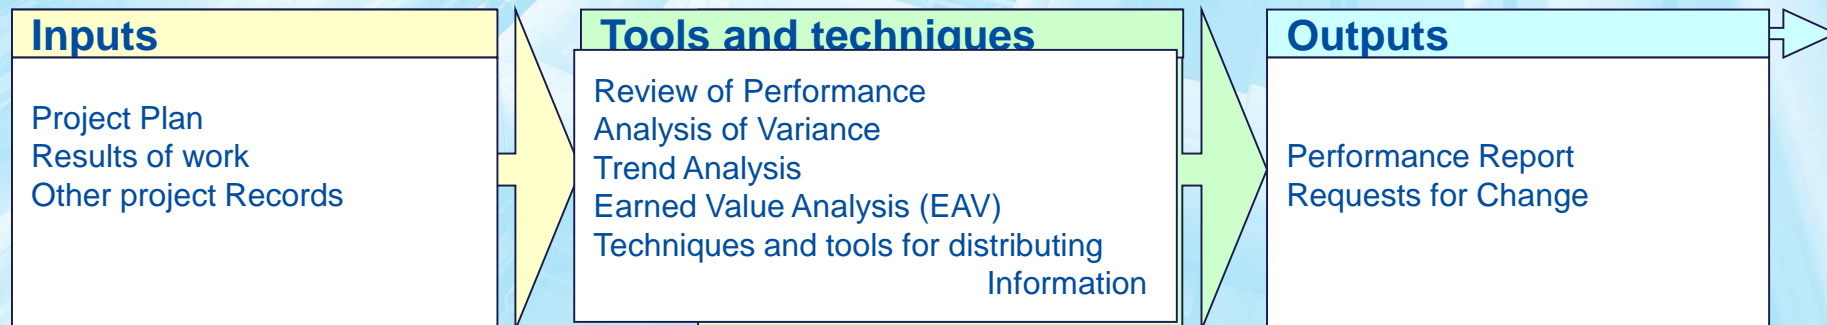 Inputs
Project Plan
Results of work
Other project Records
Tools and techniques
Review of Performance
Analysis of Variance
Trend Analysis
Earned Value Analysis (EAV)
Techniques and tools for distributing
Information
Outputs
Performance Report
Requests for Change